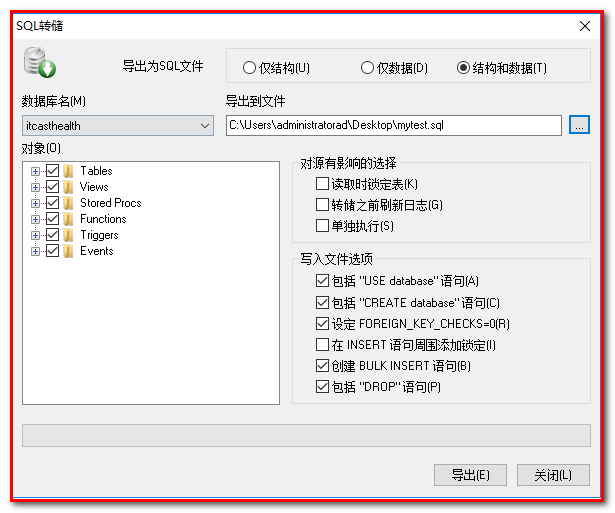 SQL转储
导出为SQL文件
仅结构(U)
仅数据(D)
结构和数据(T)
数据库名(M)
导出到文件
itcasthealth
C:\Users\administratorad\Desktop\mytest.sql
...
对象(O)
Tables
Views
Stored Procs
Functions
Triggers
Events
对源有影响的选择
读取时锁定表(K)
转储之前刷新日志(G)
单独执行(S)
写入文件选项
包括 "USE database" 语句(A)
包括 "CREATE database" 语句(C)
设定 FOREIGN_KEY_CHECKS=0(R)
在 INSERT 语句周围添加锁定(I)
创建 BULK INSERT 语句(B)
包括 "DROP" 语句(P)
导出(E)
关闭(L)